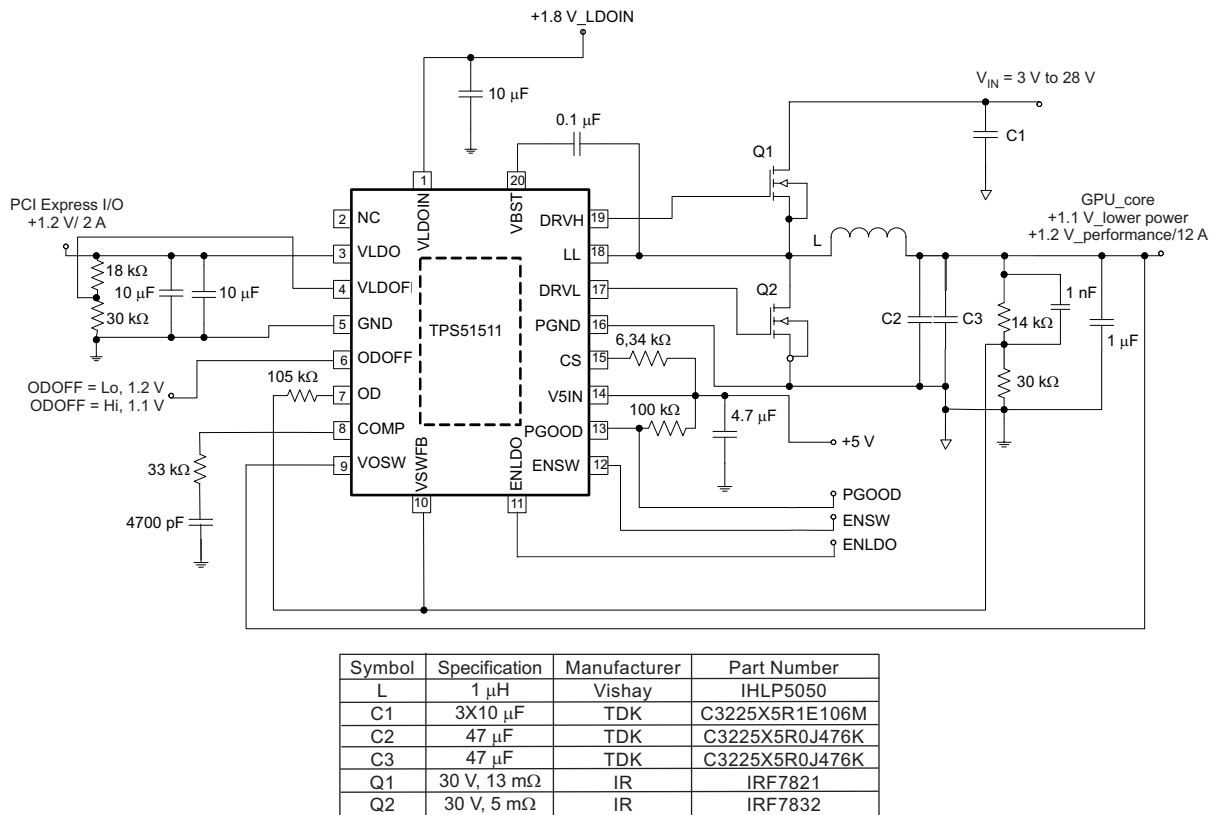 +1.8 V_LDOIN
10 μF
VIN = 3 V to 28 V
C1
0.1 μF
Q1
1
20
VLDOIN
VBST
PCI Express I/O
+1.2 V/ 2 A
GPU_core
+1.1 V_lower power
+1.2 V_performance/12 A
2
NC
DRVH
19
3
VLDO
LL
18
L
18 kΩ
10 μF
10 μF
30 kΩ
4
VLDOF
DRVL
17
Q2
1 nF
C2
C3
14 kΩ
1 μF
5
GND
TPS51511
PGND
16
6
ODOFF
6,34 kΩ
CS
15
30 kΩ
ODOFF = Lo, 1.2 V
ODOFF = Hi, 1.1 V
105 kΩ
7
OD
V5IN
14
100 kΩ
4.7 μF
8
COMP
PGOOD
13
+5 V
33 kΩ
9
VOSW
VSWFB
ENLDO
ENSW
12
10
11
PGOOD
4700 pF
ENSW
ENLDO
Symbol Specification Manufacturer Part Number
L 1 μH Vishay IHLP5050
C1 3X10 μF TDK C3225X5R1E106M
C2 47 μF TDK C3225X5R0J476K
C3 47 μF TDK C3225X5R0J476K
Q1 30 V, 13 mΩ IR IRF7821
Q2 30 V, 5 mΩ IR IRF7832